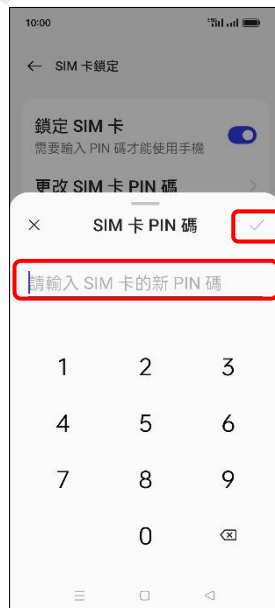 10:00
← SIM 卡鎖定
鎖定 SIM 卡
需要輸入 PIN 碼才能使用手機
更改 SIM 卡 PIN 碼
SIM 卡 PIN 碼
請輸入 SIM 卡的新 PIN 碼
1 2 3
4 5 6
7 8 9
0